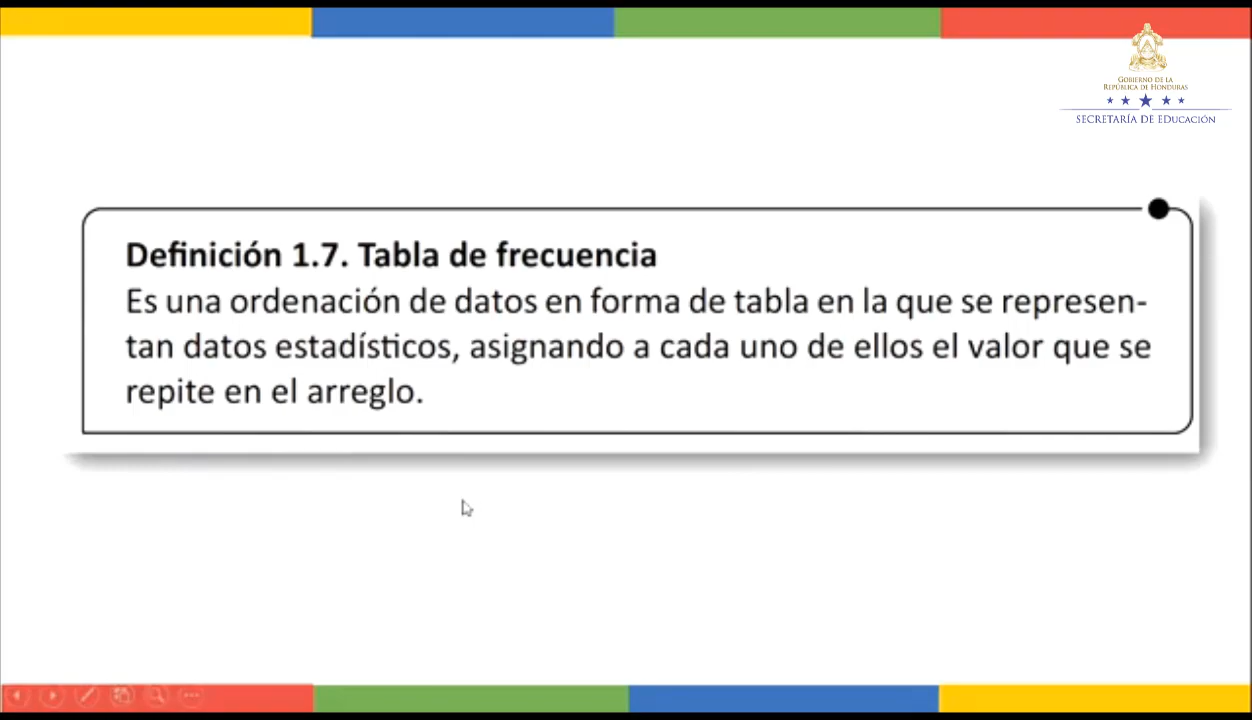 GOBIERNO DE LA
REPÚBLICA DE HONDURAS
SECRETARÍA DE EDUCACIÓN
Definición 1.7. Tabla de frecuencia
Es una ordenación de datos en forma de tabla en la que se represen-
tan datos estadísticos, asignando a cada uno de ellos el valor que se
repite en el arreglo.